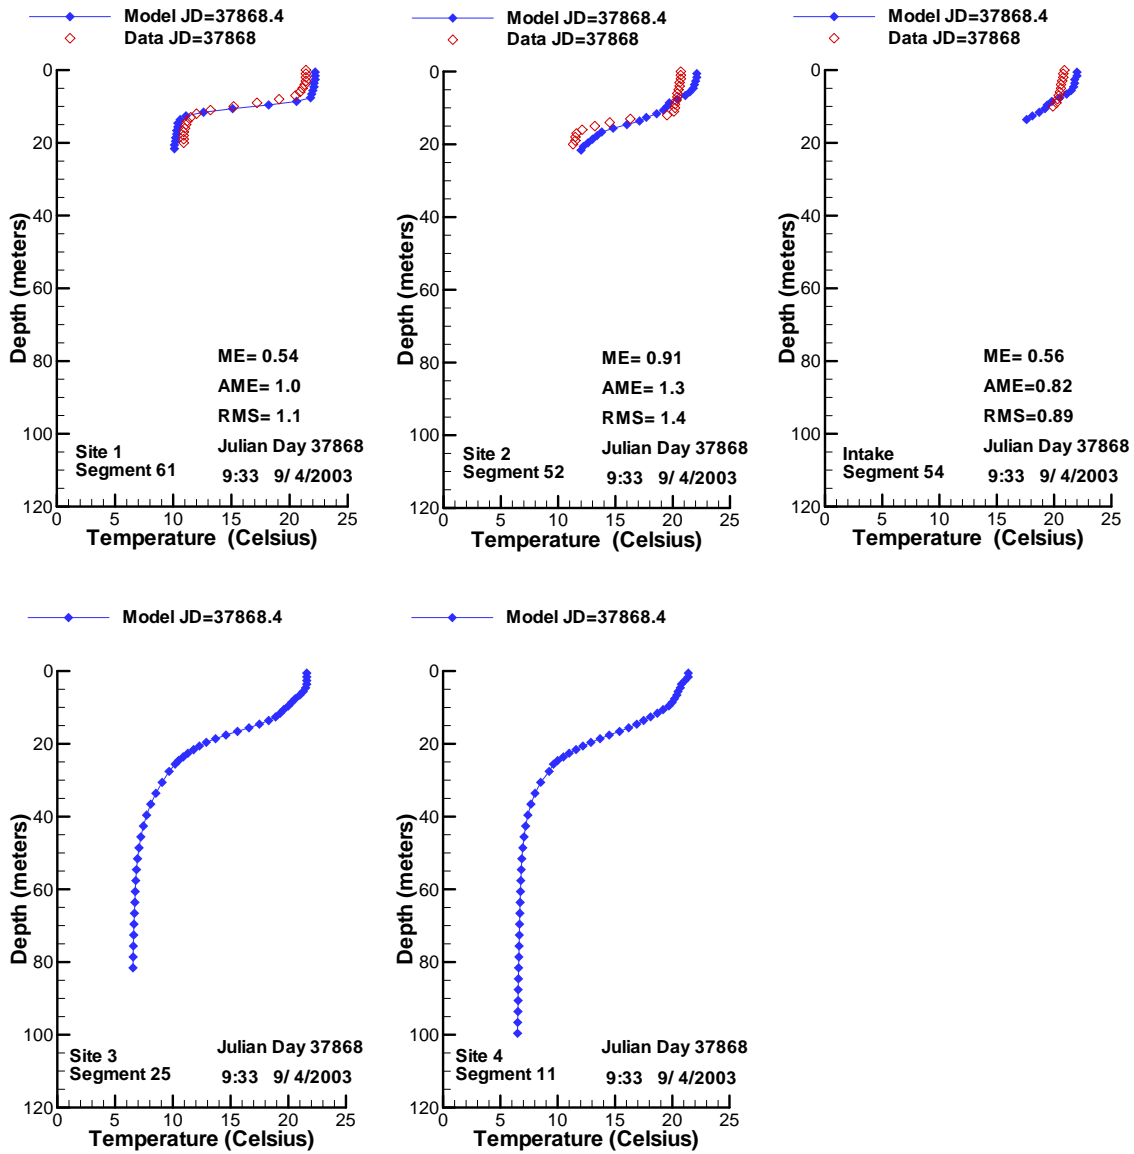 Model JD=37868.4
Data JD=37868
0
20
40
60
80
100
120
Depth (meters)
ME= 0.54
AME= 1.0
RMS= 1.1
Site 1
Segment 61
Julian Day 37868
9:33 9/ 4/2003
0 5 10 15 20 25
Temperature (Celsius)
Model JD=37868.4
Data JD=37868
0
20
40
60
80
100
120
Depth (meters)
ME= 0.91
AME= 1.3
RMS= 1.4
Site 2
Segment 52
Julian Day 37868
9:33 9/ 4/2003
0 5 10 15 20 25
Temperature (Celsius)
Model JD=37868.4
Data JD=37868
0
20
40
60
80
100
120
Depth (meters)
ME= 0.56
AME=0.82
RMS=0.89
Intake
Segment 54
Julian Day 37868
9:33 9/ 4/2003
0 5 10 15 20 25
Temperature (Celsius)
Model JD=37868.4
0
20
40
60
80
100
120
Depth (meters)
Site 3
Segment 25
Julian Day 37868
9:33 9/ 4/2003
0 5 10 15 20 25
Temperature (Celsius)
Model JD=37868.4
0
20
40
60
80
100
120
Depth (meters)
Site 4
Segment 11
Julian Day 37868
9:33 9/ 4/2003
0 5 10 15 20 25
Temperature (Celsius)